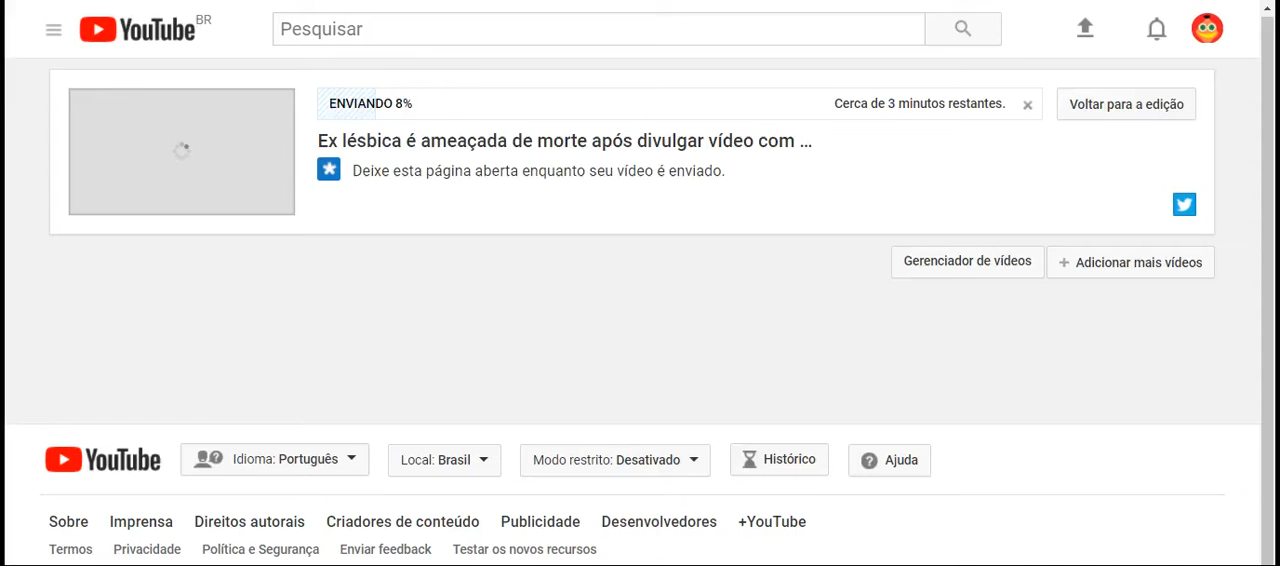 YouTube BR
Pesquisar
ENVIANDO 8%
Cerca de 3 minutos restantes.
Voltar para a edição
Ex lésbica é ameaçada de morte após divulgar vídeo com ...
Deixe esta página aberta enquanto seu vídeo é enviado.
Gerenciador de vídeos
+ Adicionar mais vídeos
YouTube
Idioma: Português
Local: Brasil
Modo restrito: Desativado
Histórico
Ajuda
Sobre Imprensa Direitos autorais Criadores de conteúdo Publicidade Desenvolvedores +YouTube
Termos Privacidade Política e Segurança Enviar feedback Testar os novos recursos